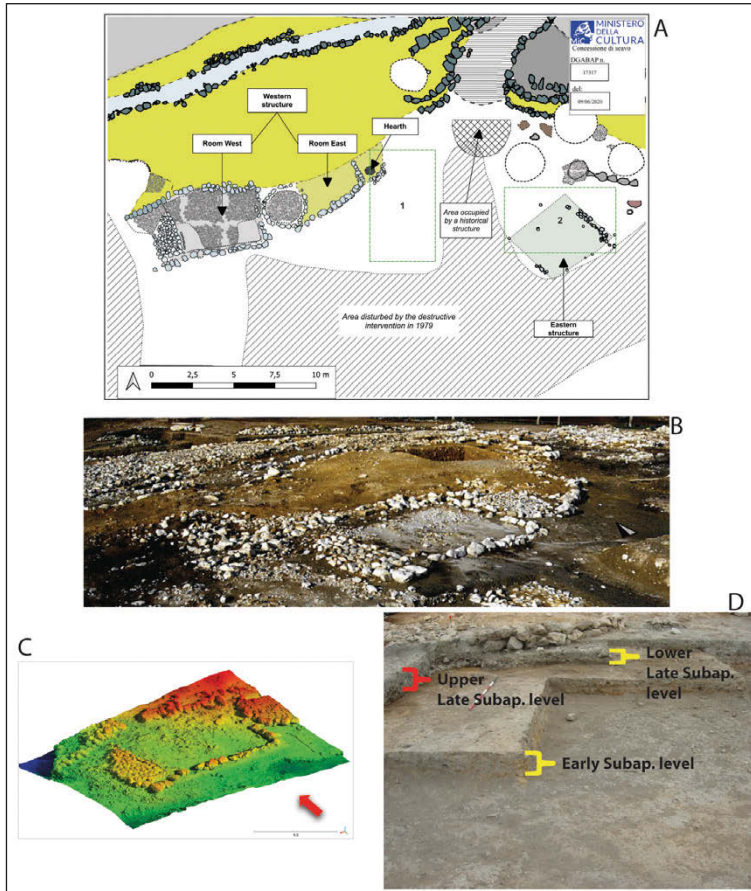 A
MiC
MINISTERO
DELLA
CULTURA
Concessione di scavo
DGABAP n.
del:
09/06/2020
Western
structure
Room West
Room East
Hearth
1
Area occupied
by a historical
structure
2
Area disturbed by the destructive
intervention in 1979
Eastern
structure
0 2,5 5 7,5 10 m
B
C
D
Upper
Late Subap. level
Lower
Late Subap.
level
Early Subap. level